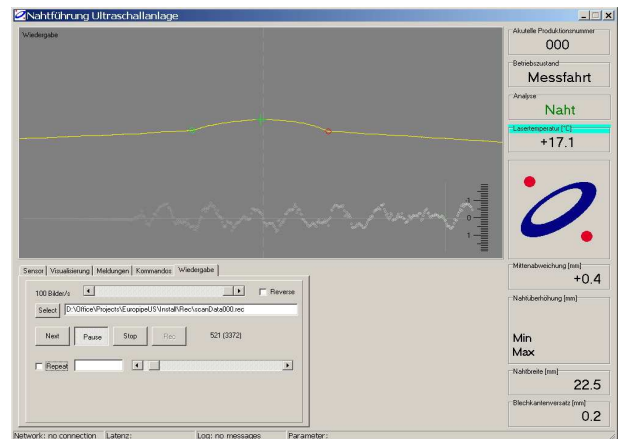 Nahtführung Ultraschallanlage
Wiedergabe
1
0
1
Akutelle Produktionsnummer
000
Betriebszustand
Messfahrt
Analyse
Naht
Lasertemperatur [°C]
+17.1
Mittenabweichung [mm]
+0.4
Nahtüberhöhung [mm]
Min
Max
Nahtbreite [mm]
22.5
Blechkantenversatz [mm]
0.2
Sensor Visualisierung Meldungen Kommandos Wiedergabe
100 Bilder/s
Reverse
Select D:\Office\Projects\EuropipeUS\Install\Rec\scanData000.rec
Next Pause Stop Rec 521 (3372)
Repeat
Network: no connection Latenz: Log: no messages Parameter: